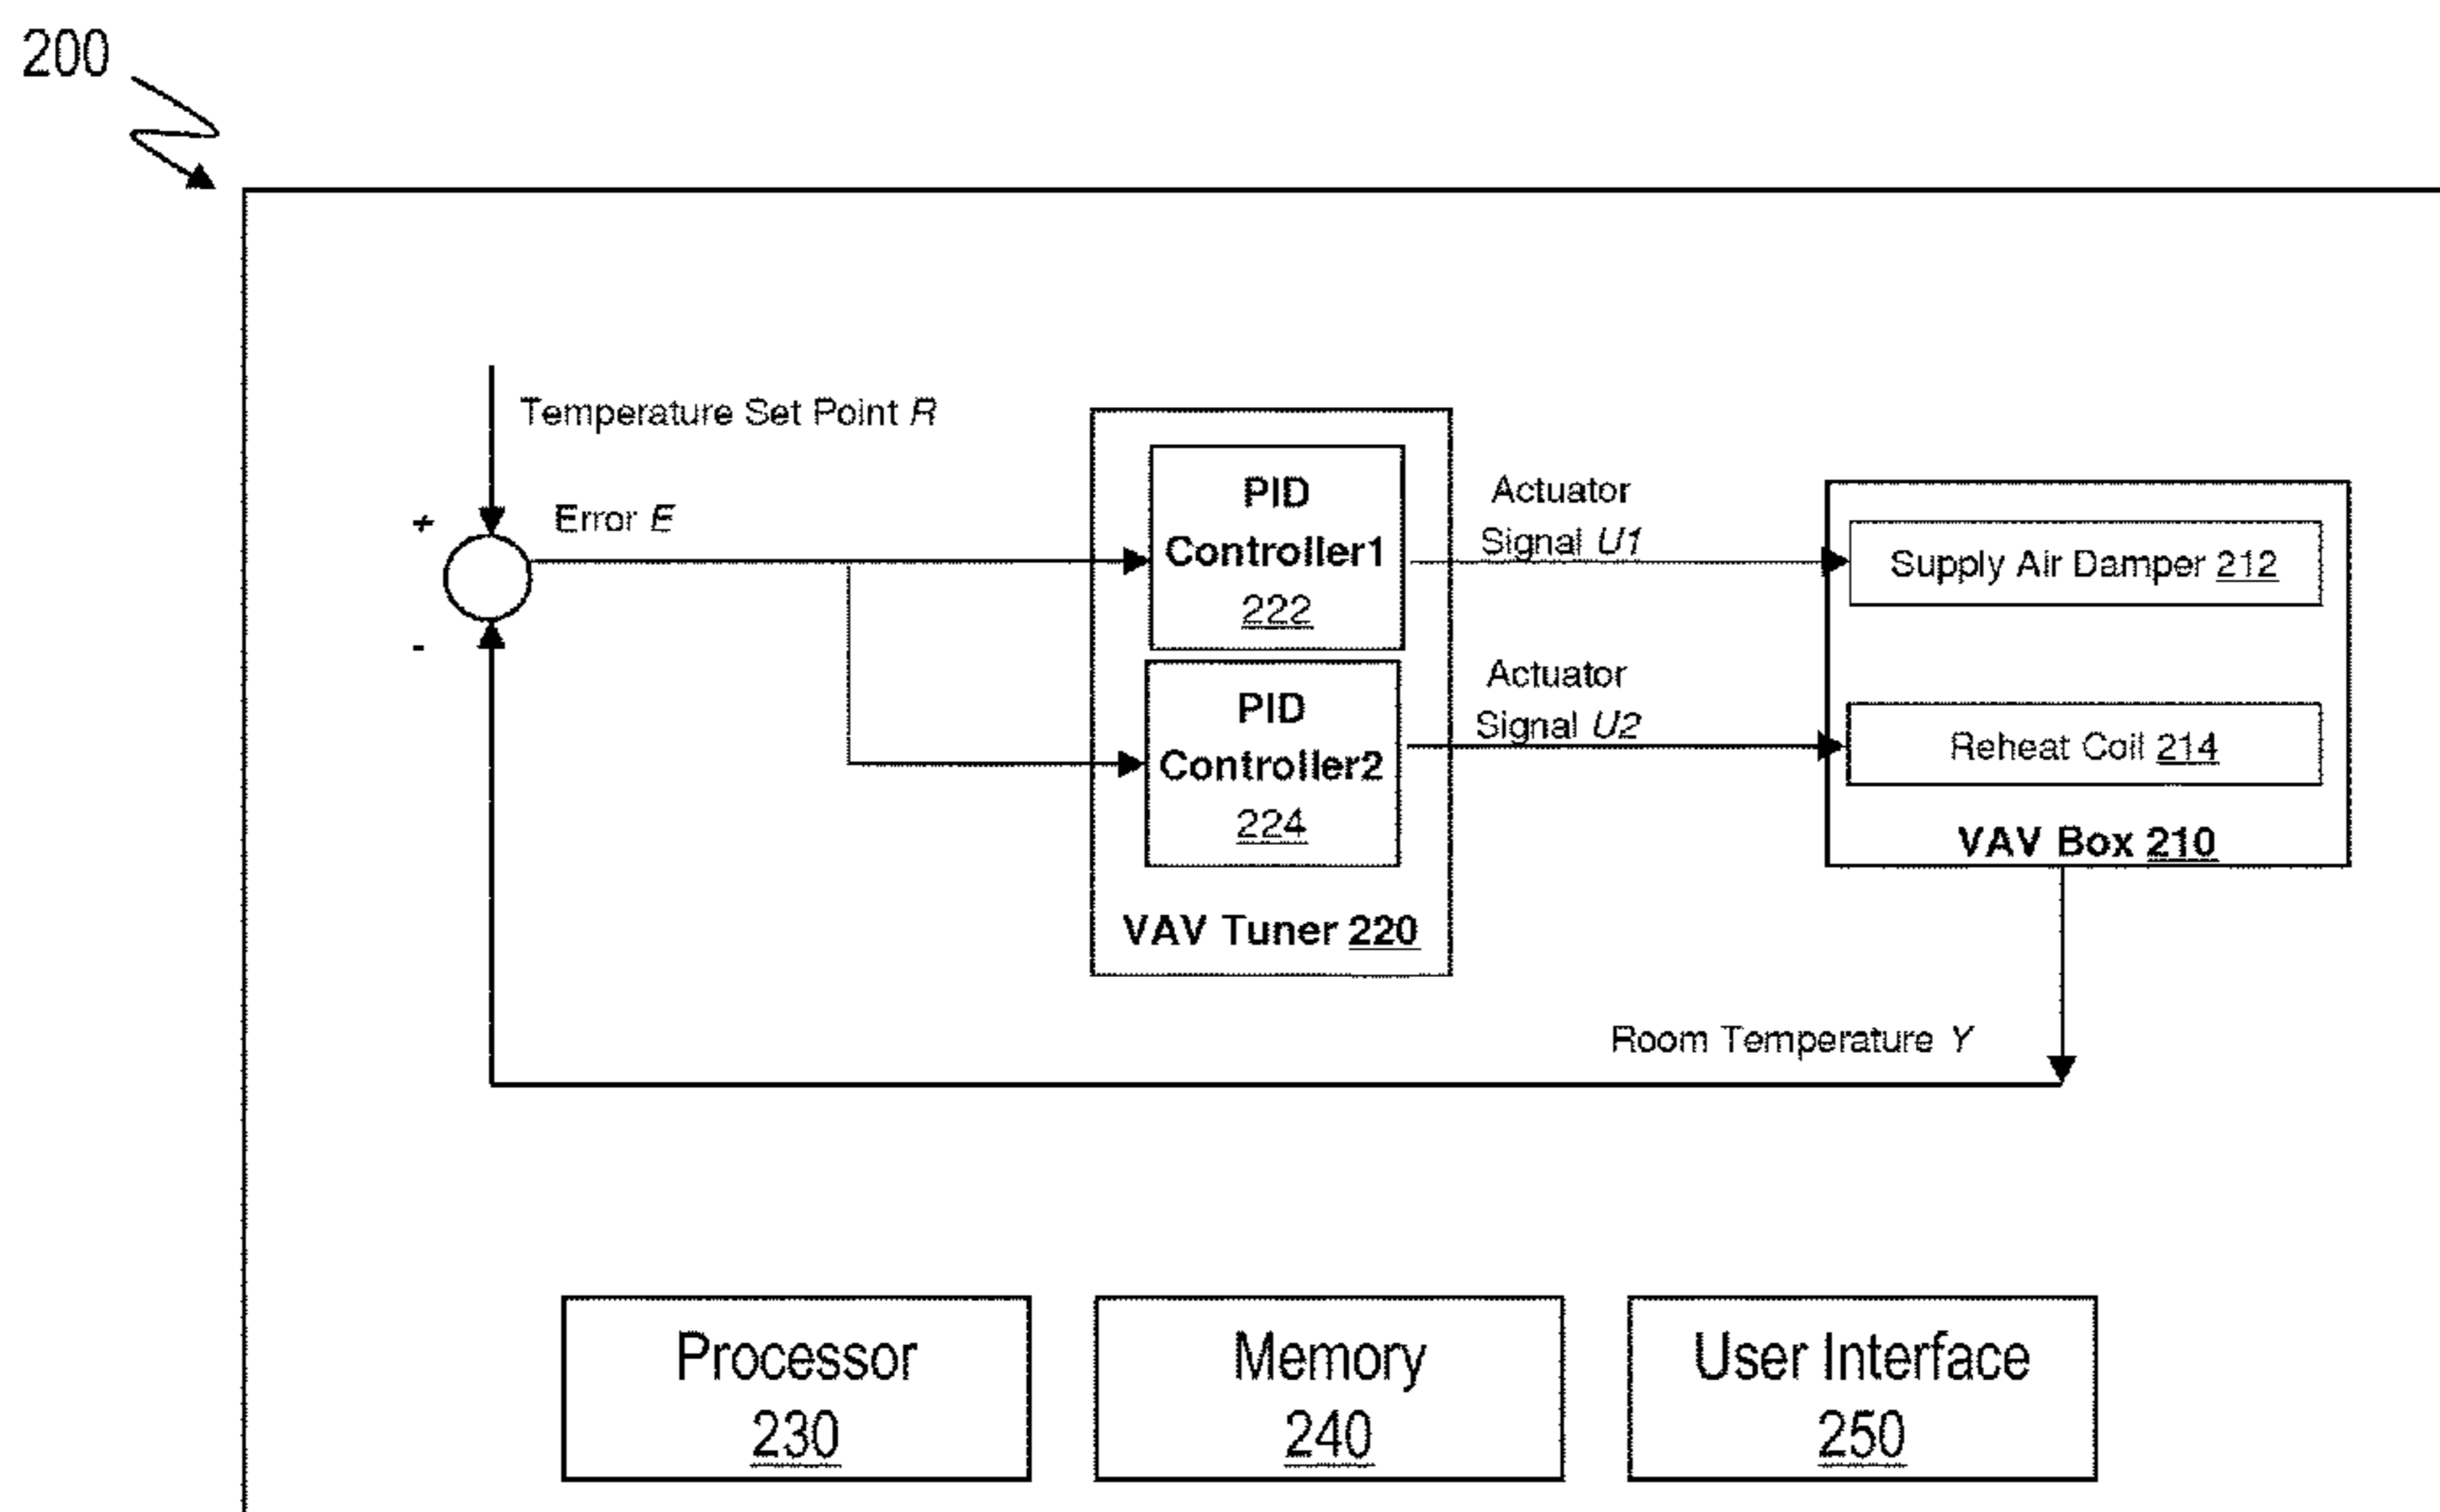 200
Temperature Set Point R
+
Error E
-
PID
Controller1
222
PID
Controller2
224
VAV Tuner 220
Actuator
Signal U1
Actuator
Signal U2
Supply Air Damper 212
Reheat Coil 214
VAV Box 210
Room Temperature Y
Processor
230
Memory
240
User Interface
250